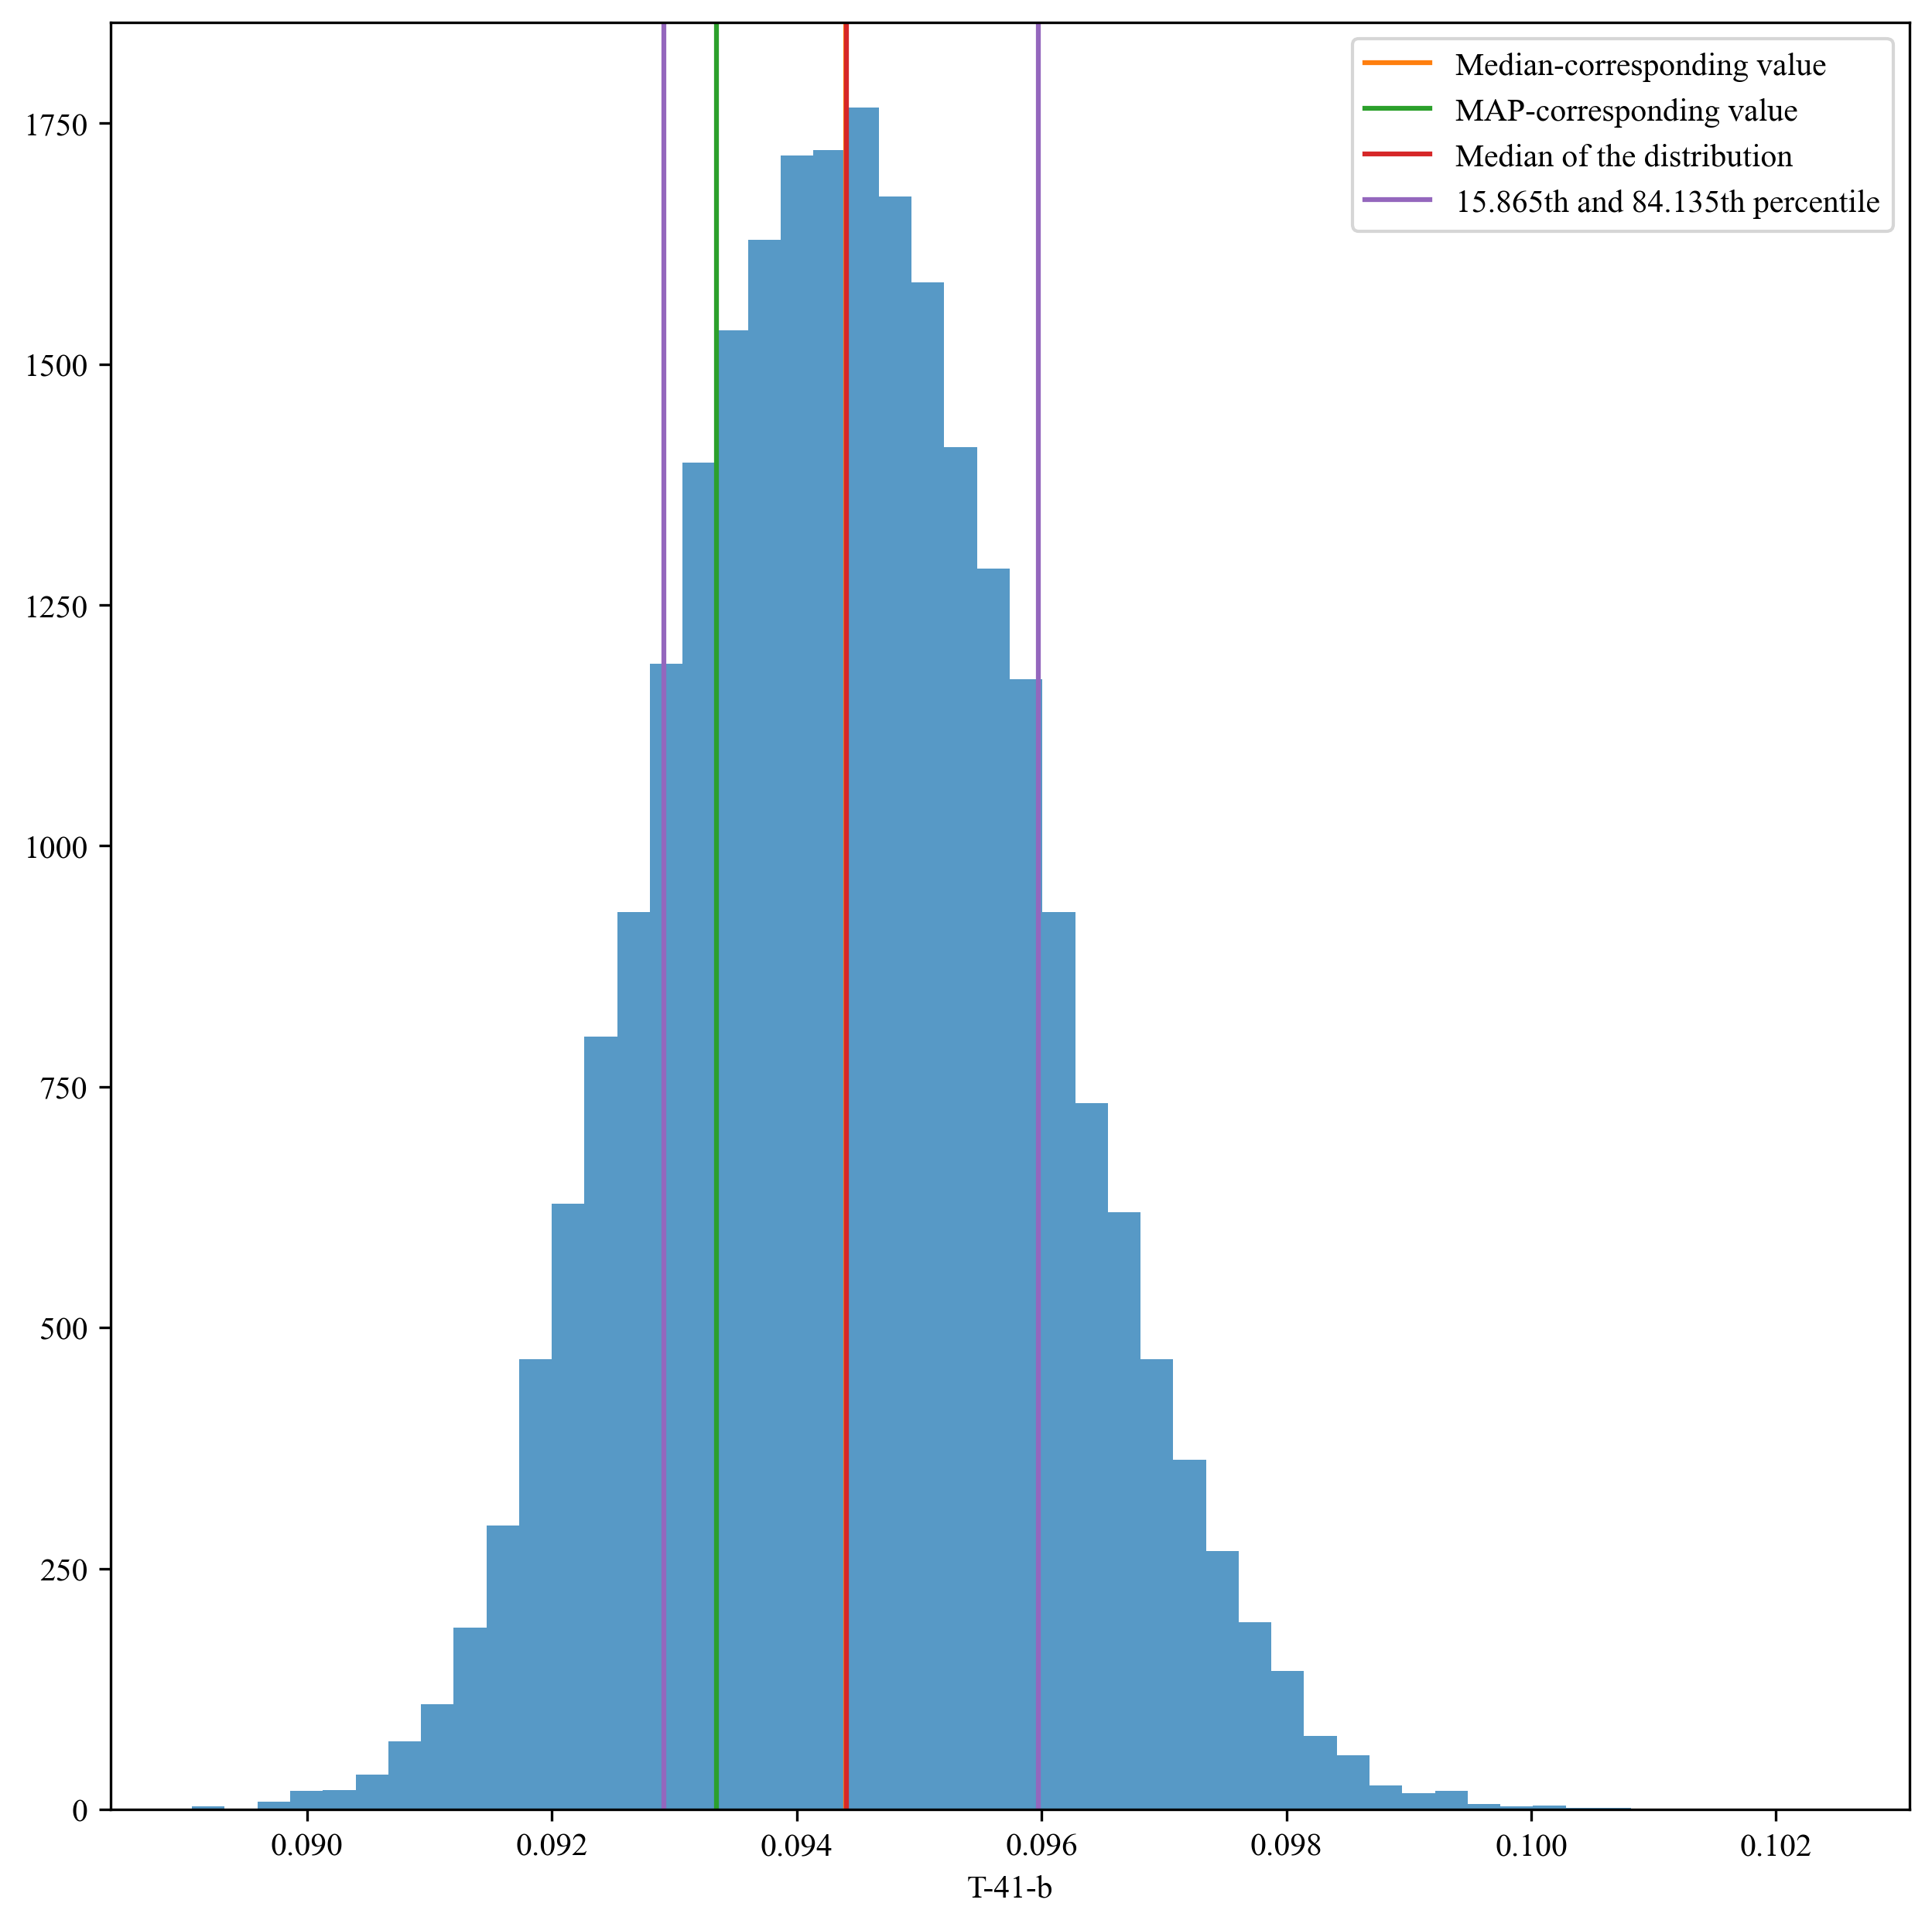 Median-corresponding value
MAP-corresponding value
Median of the distribution
15.865th and 84.135th percentile
1750
1500
1250
1000
750
500
250
0
0.090 0.092 0.094 0.096 0.098 0.100 0.102
T-41-b